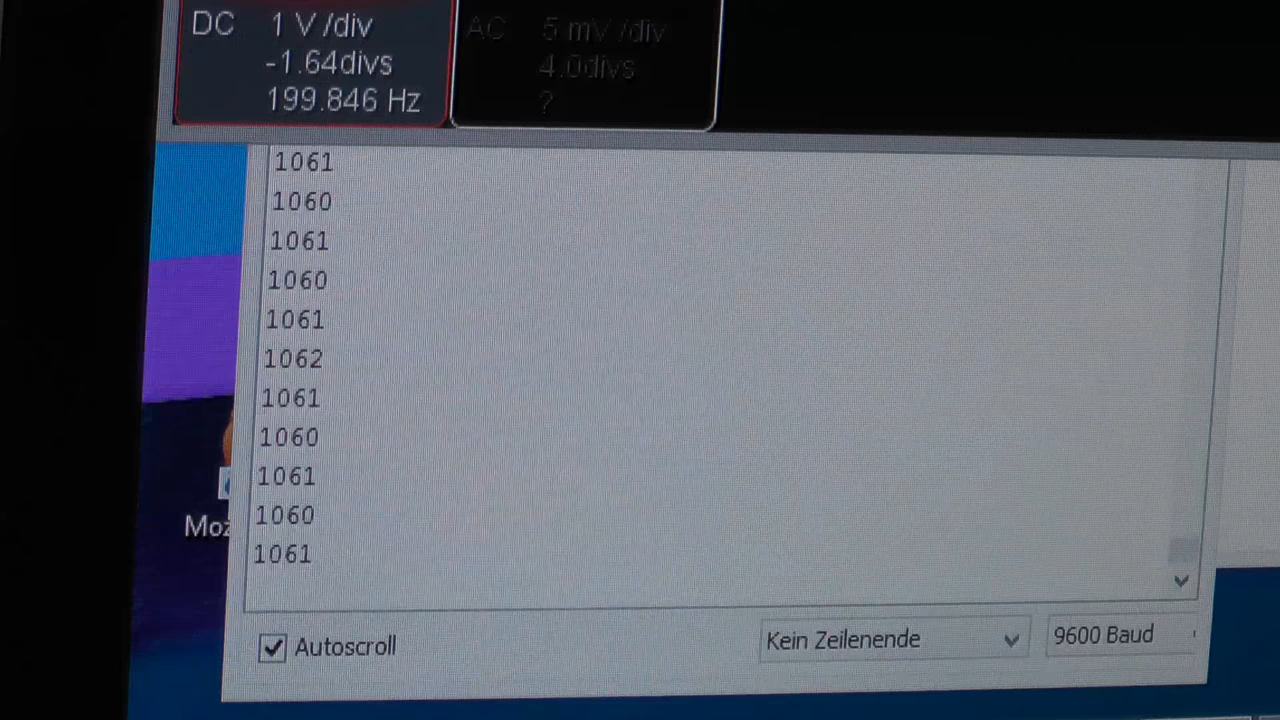 DC 1 V /div
-1.64divs
199.846 Hz
AC 5 mV /div
4.0divs
?
1061
1060
1061
1060
1061
1062
1061
1060
1061
1060
1061
Moz
Autoscroll
Kein Zeilenende
9600 Baud